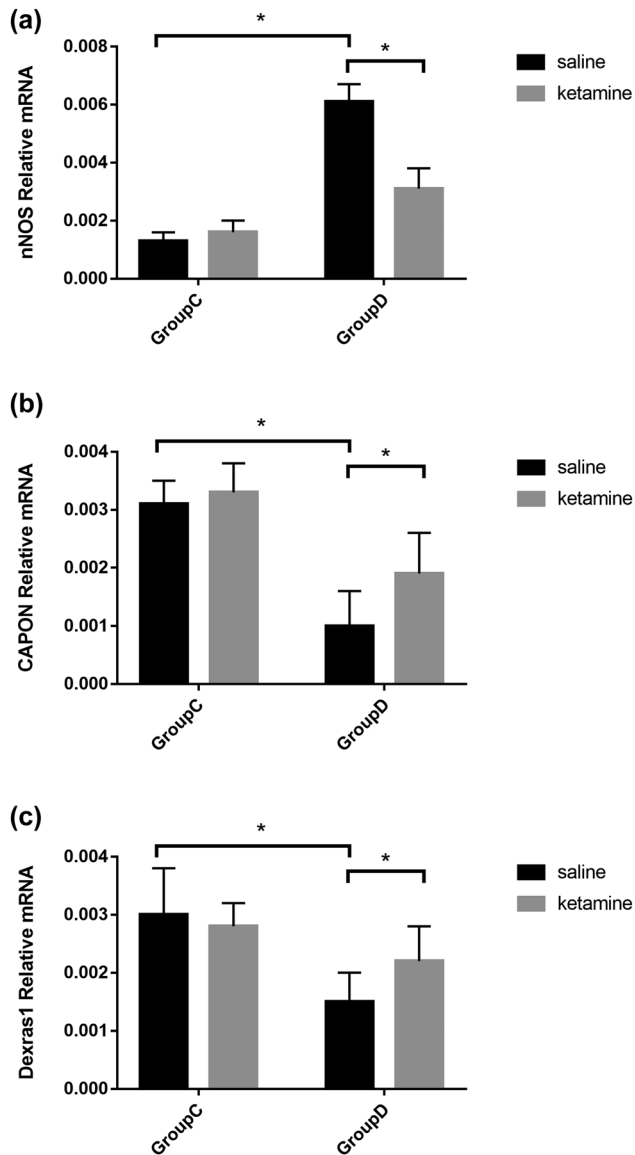 (a)
*
*
nNOS Relative mRNA
0.008
0.006
0.004
0.002
0.000
GroupC
GroupD
saline
ketamine
(b)
*
*
CAPON Relative mRNA
0.004
0.003
0.002
0.001
0.000
GroupC
GroupD
saline
ketamine
(c)
*
*
Dexras1 Relative mRNA
0.004
0.003
0.002
0.001
0.000
GroupC
GroupD
saline
ketamine